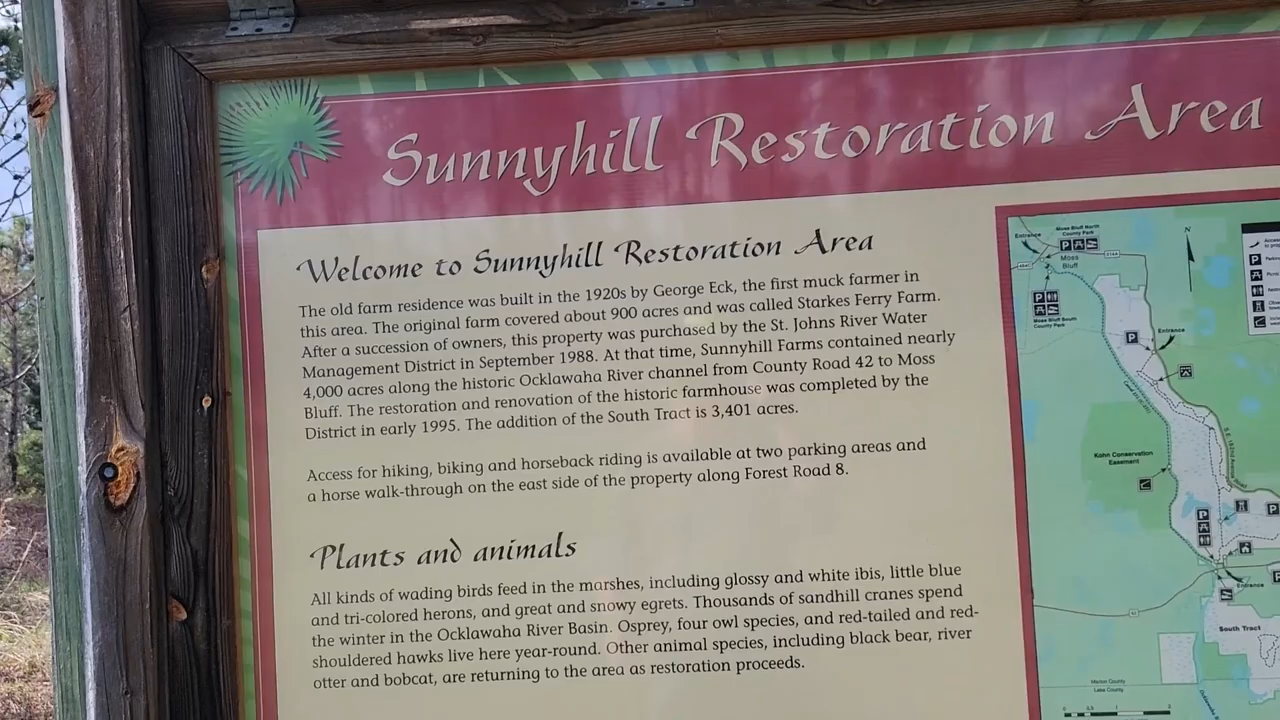 Sunnyhill Restoration Area
Welcome to Sunnyhill Restoration Area
The old farm residence was built in the 1920s by George Eck, the first muck farmer in
this area. The original farm covered about 900 acres and was called Starkes Ferry Farm.
After a succession of owners, this property was purchased by the St. Johns River Water
Management District in September 1988. At that time, Sunnyhill Farms contained nearly
4,000 acres along the historic Ocklawaha River channel from County Road 42 to Moss
Bluff. The restoration and renovation of the historic farmhouse was completed by the
District in early 1995. The addition of the South Tract is 3,401 acres.
Access for hiking, biking and horseback riding is available at two parking areas and
a horse walk-through on the east side of the property along Forest Road 8.
Plants and animals
All kinds of wading birds feed in the marshes, including glossy and white ibis, little blue
and tri-colored herons, and great and snowy egrets. Thousands of sandhill cranes spend
the winter in the Ocklawaha River Basin. Osprey, four owl species, and red-tailed and red-
shouldered hawks live here year-round. Other animal species, including black bear, river
otter and bobcat, are returning to the area as restoration proceeds.
Moss Bluff North
County Park
Entrance
P
N
Moss
Bluff
P
Moss Bluff South
County Park
P
Entrance
Kohn Conservation
Easement
P
P
Entrance
42
South Tract
Marion County
Lake County